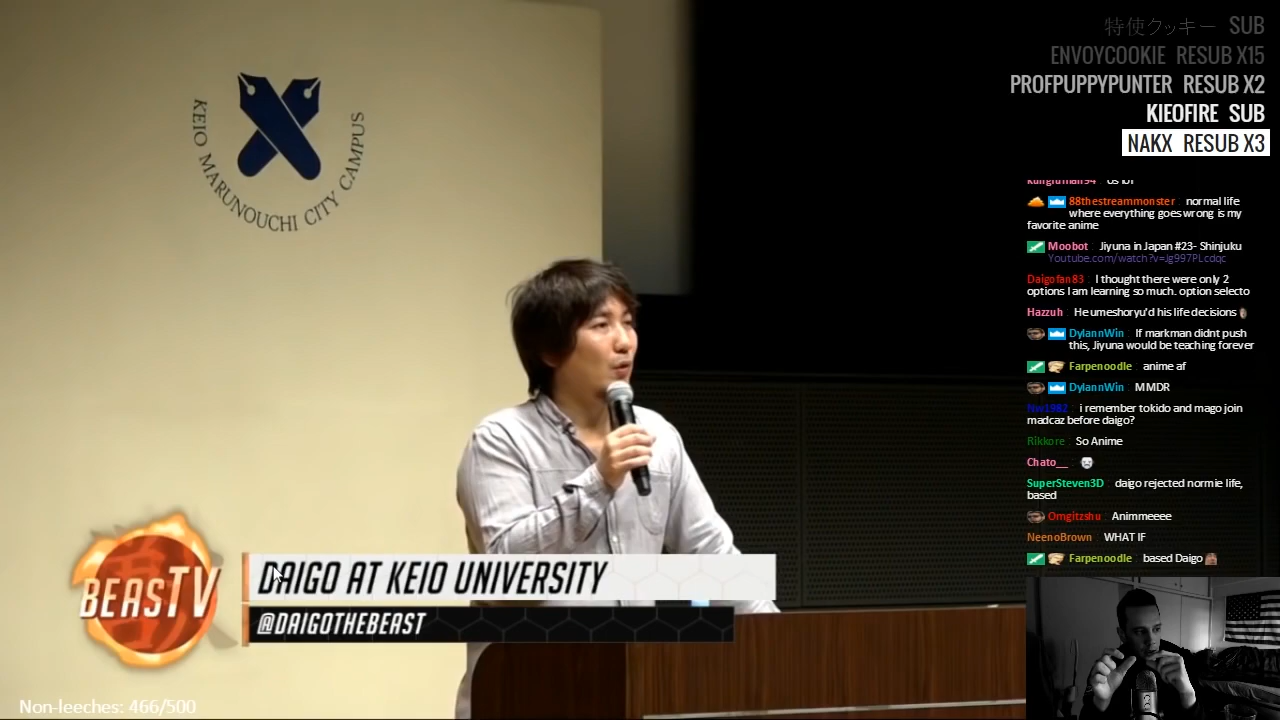 特使クッキー SUB
ENVOYCOOKIE RESUB X15
PROFPUPPYPUNTER RESUB X2
KIEOFIRE SUB
NAKX RESUB X3
KEIO MARUNOUCHI CITY CAMPUS
88thestreammonster normal life
where everything goes wrong is my
favorite anime
Moobot Jiyuna in Japan #23- Shinjuku
Youtube.com/watch?v=Jg997PLcdqc
Daigofan83 : I thought there were only 2
options I am learning so much. option selecto
Hazzuh : He umeshoryu'd his life decisions
DylannWin : If markman didnt push
this, Jiyuna would be teaching forever
Farpenoodle : anime af
DylannWin : MMDR
: i remember tokido and mago join
madcaz before daigo?
Rikkore : So Anime
Chato__ :
SuperSteven3D : daigo rejected normie life,
based
Omgitzshu : Animmeeee
NeenoBrown : WHAT IF
Farpenoodle : based Daigo
BEASTV
DAIGO AT KEIO UNIVERSITY
@DAIGOTHEBEAST
Non-leeches: 466/500